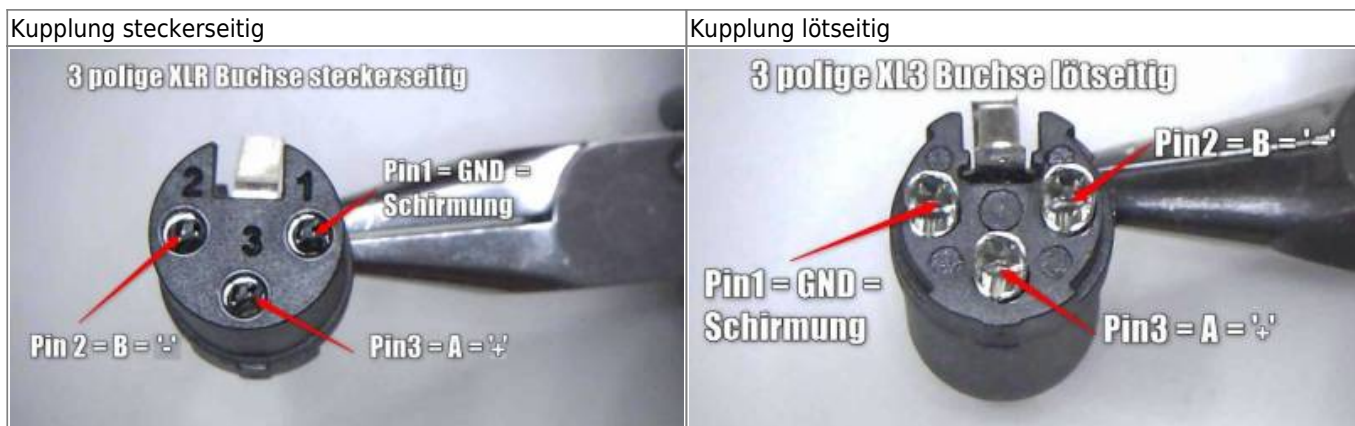 Kupplung steckerseitig
Kupplung lötseitig
3 polige XLR Buchse steckerseitig
2
1
Pin1 = GND =
Schirmung
3
Pin 2 = B = '-'
Pin3 = A = '+'
3 polige XL3 Buchse lötseitig
Pin2 = B = '-'
Pin1 = GND =
Schirmung
Pin3 = A = '+'